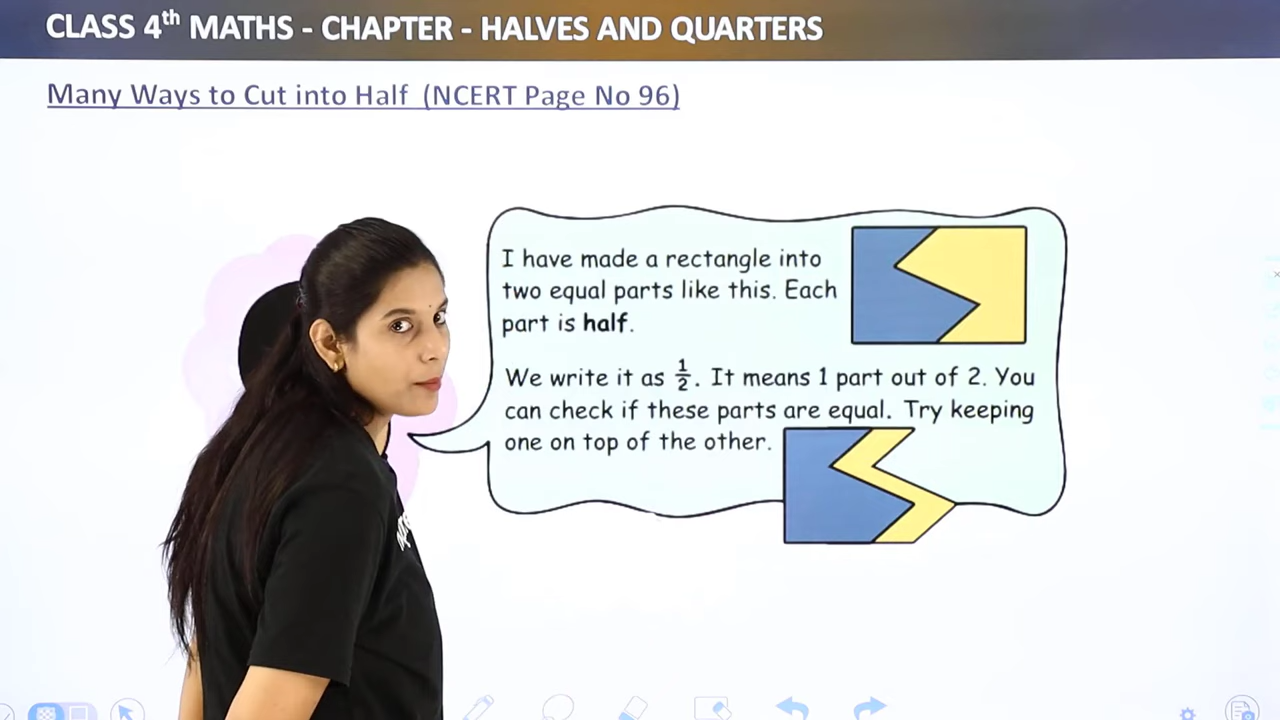 CLASS 4th MATHS - CHAPTER - HALVES AND QUARTERS
Many Ways to Cut into Half (NCERT Page No 96)
I have made a rectangle into
two equal parts like this. Each
part is half.
We write it as 1/2. It means 1 part out of 2. You
can check if these parts are equal. Try keeping
one on top of the other.